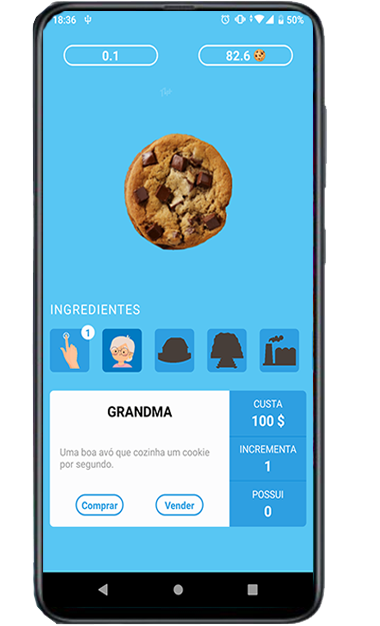 18:36
50%
0.1
82.6
INGREDIENTES
1
GRANDMA
Uma boa avó que cozinha um cookie
por segundo.
Comprar
Vender
CUSTA
100 $
INCREMENTA
1
POSSUI
0